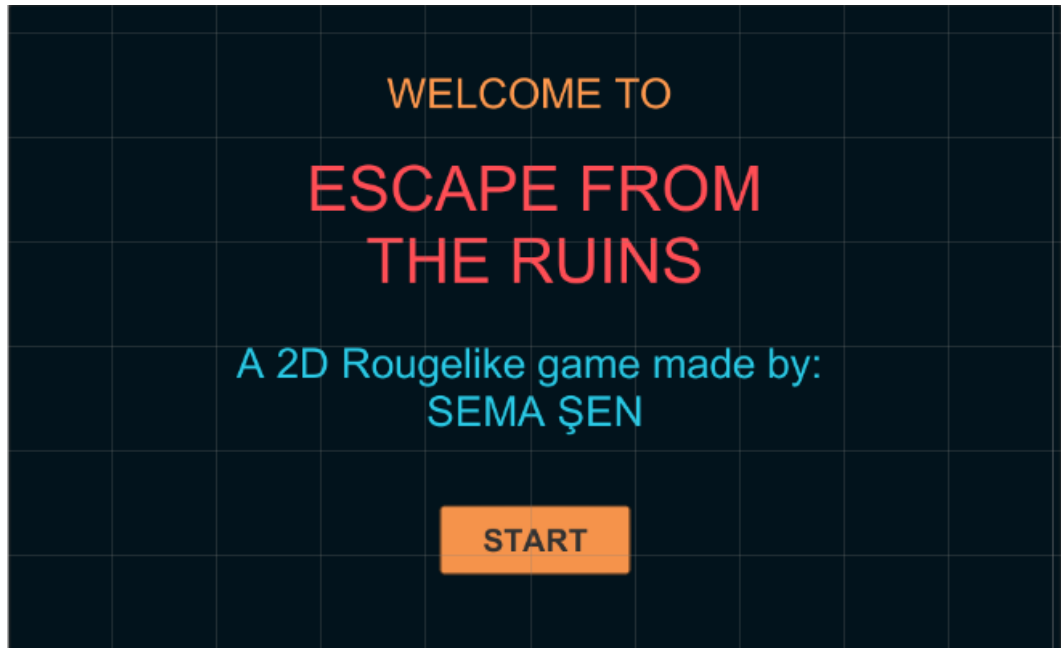 WELCOME TO
ESCAPE FROM
THE RUINS
A 2D Rougelike game made by:
SEMA ŞEN
START